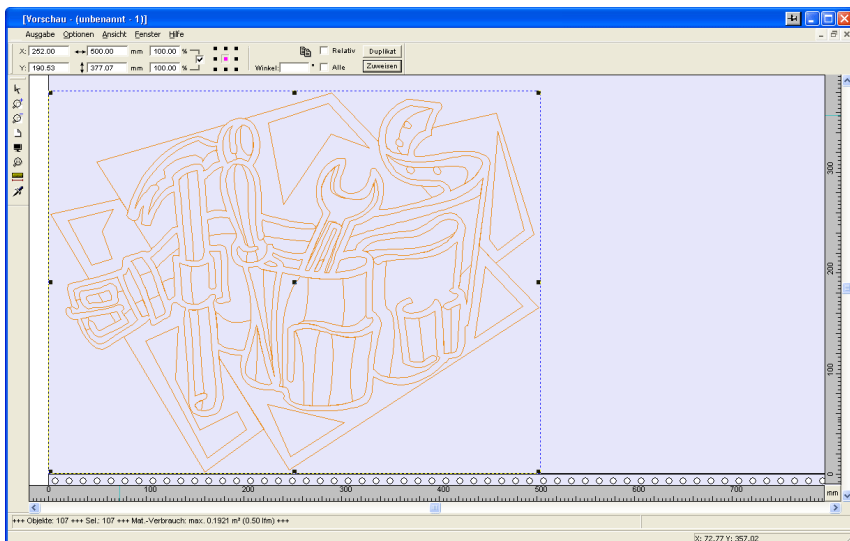 [Vorschau - (unbenannt - 1)]
Ausgabe Optionen Ansicht Fenster Hilfe
X: 252.00 500.00 mm 100.00 % Relativ Duplikat
Y: 190.53 377.07 mm 100.00 % Winkel: ° Alle Zuweisen
300
200
100
0
0 100 200 300 400 500 600 700 mm
+++ Objekte: 107 +++ Sel.: 107 +++ Mat.-Verbrauch: max. 0.1921 m² (0.50 lfm) +++
X: 72.77 Y: 357.02